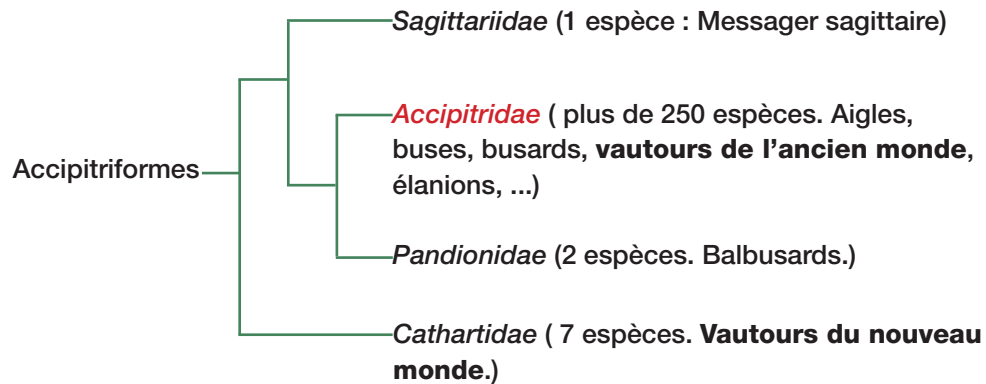 Sagittariidae (1 espèce : Messager sagittaire)
Accipitridae ( plus de 250 espèces. Aigles,
buses, busards, vautours de l'ancien monde,
élanions, ...)
Accipitriformes
Pandionidae (2 espèces. Balbusards.)
Cathartidae ( 7 espèces. Vautours du nouveau
monde.)